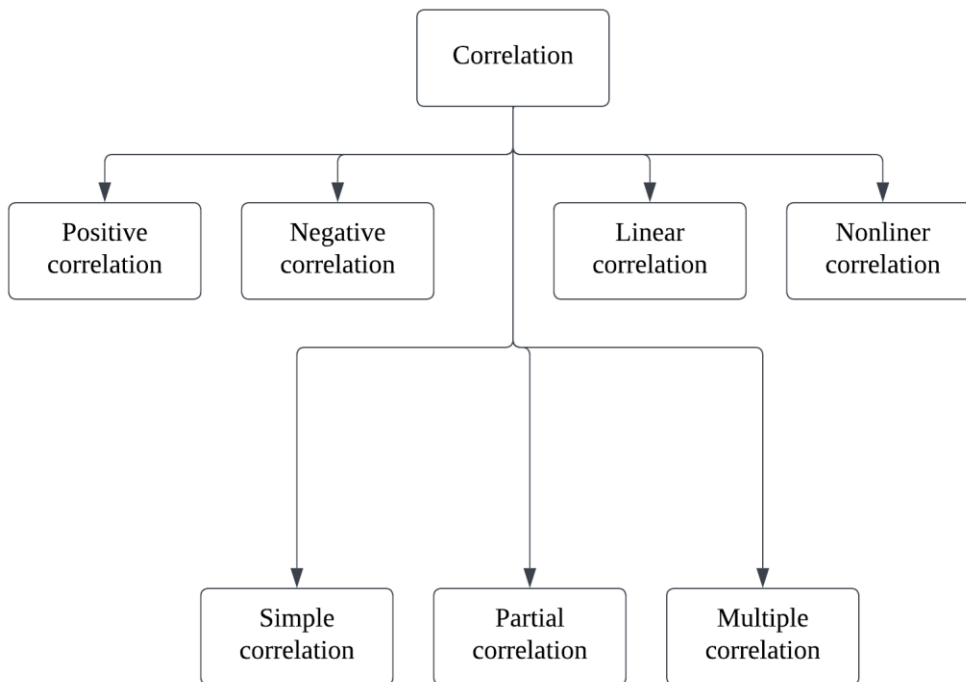 Correlation
Positive
correlation
Negative
correlation
Linear
correlation
Nonliner
correlation
Simple
correlation
Partial
correlation
Multiple
correlation